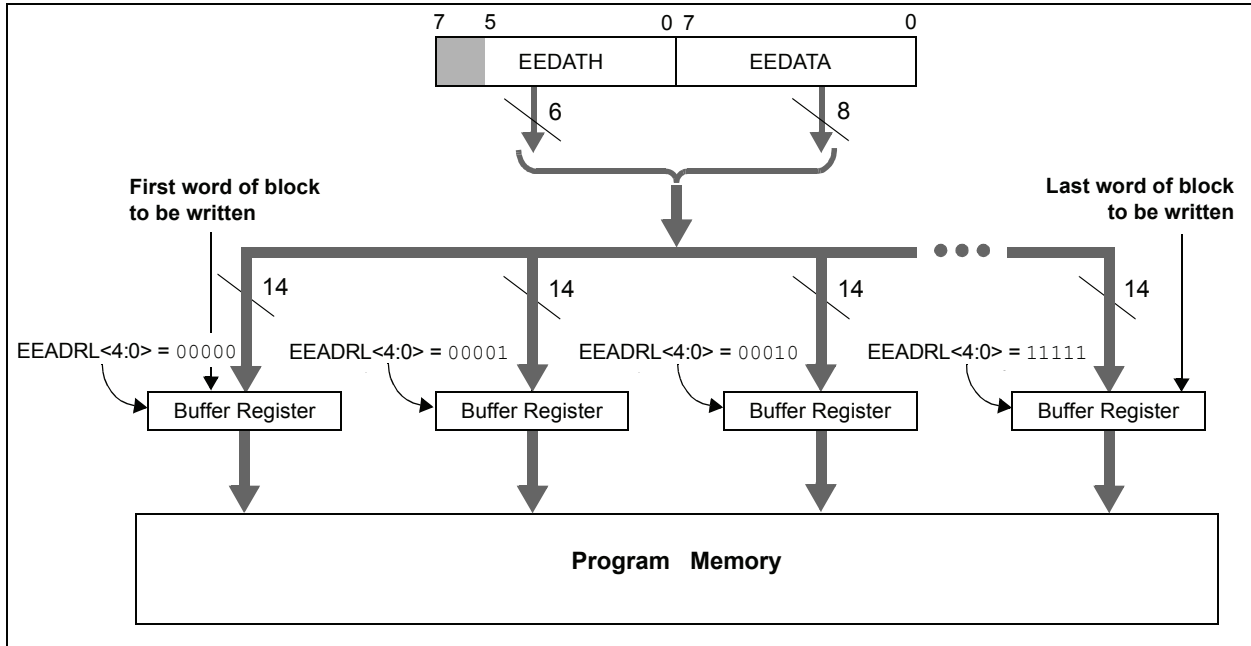 7 5 0 7 0
EEDATH EEDATA
6 8
First word of block
to be written
Last word of block
to be written
14 14 14 14
EEADRL<4:0> = 00000 EEADRL<4:0> = 00001 EEADRL<4:0> = 00010 EEADRL<4:0> = 11111
Buffer Register Buffer Register Buffer Register Buffer Register
Program Memory